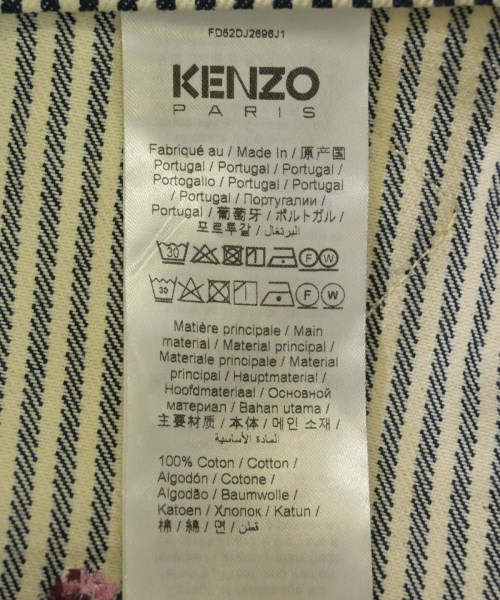 FD52DJ2696J1
KENZO
PARIS
Fabriqué au / Made In / 原产国
Portugal / Portugal / Portugal /
Portogallo / Portugal / Portugal
/ Portugal / Португалии /
Portugal / 葡萄牙 / ポルトガル /
포르투갈 / البرتغال
30 F W
30 F W
Matière principale / Main
material / Material principal /
Materiale principale / Material
principal / Hauptmaterial /
Hoofdmateriaal / Основной
материал / Bahan utama /
主要材质 / 本体 / 메인 소재 /
المادة الأساسية
100% Coton / Cotton /
Algodón / Cotone /
Algodão / Baumwolle /
Katoen / Хлопок / Katun /
棉 / 綿 / 면 / قطن